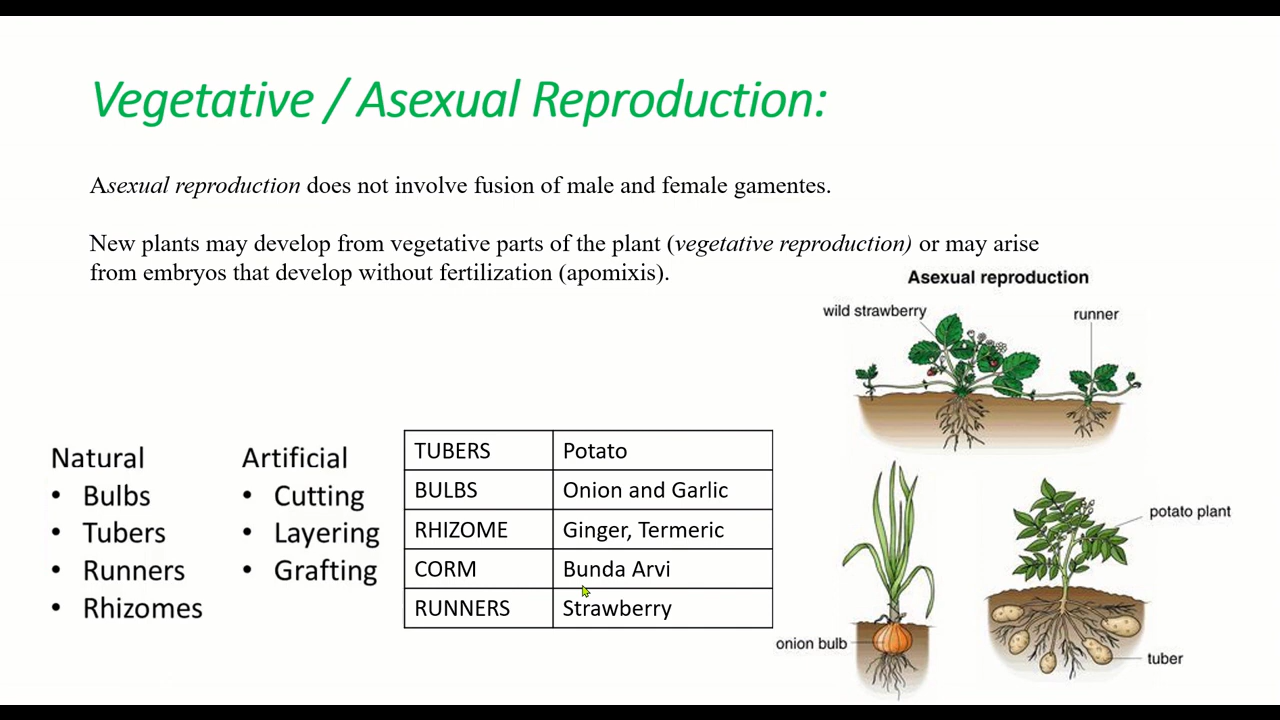 Vegetative / Asexual Reproduction:
Asexual reproduction does not involve fusion of male and female gamentes.
New plants may develop from vegetative parts of the plant (vegetative reproduction) or may arise
from embryos that develop without fertilization (apomixis).
Asexual reproduction
wild strawberry
runner
Natural
• Bulbs
• Tubers
• Runners
• Rhizomes
Artificial
• Cutting
• Layering
• Grafting
TUBERS Potato
BULBS Onion and Garlic
RHIZOME Ginger, Termeric
CORM Bunda Arvi
RUNNERS Strawberry
potato plant
onion bulb
tuber